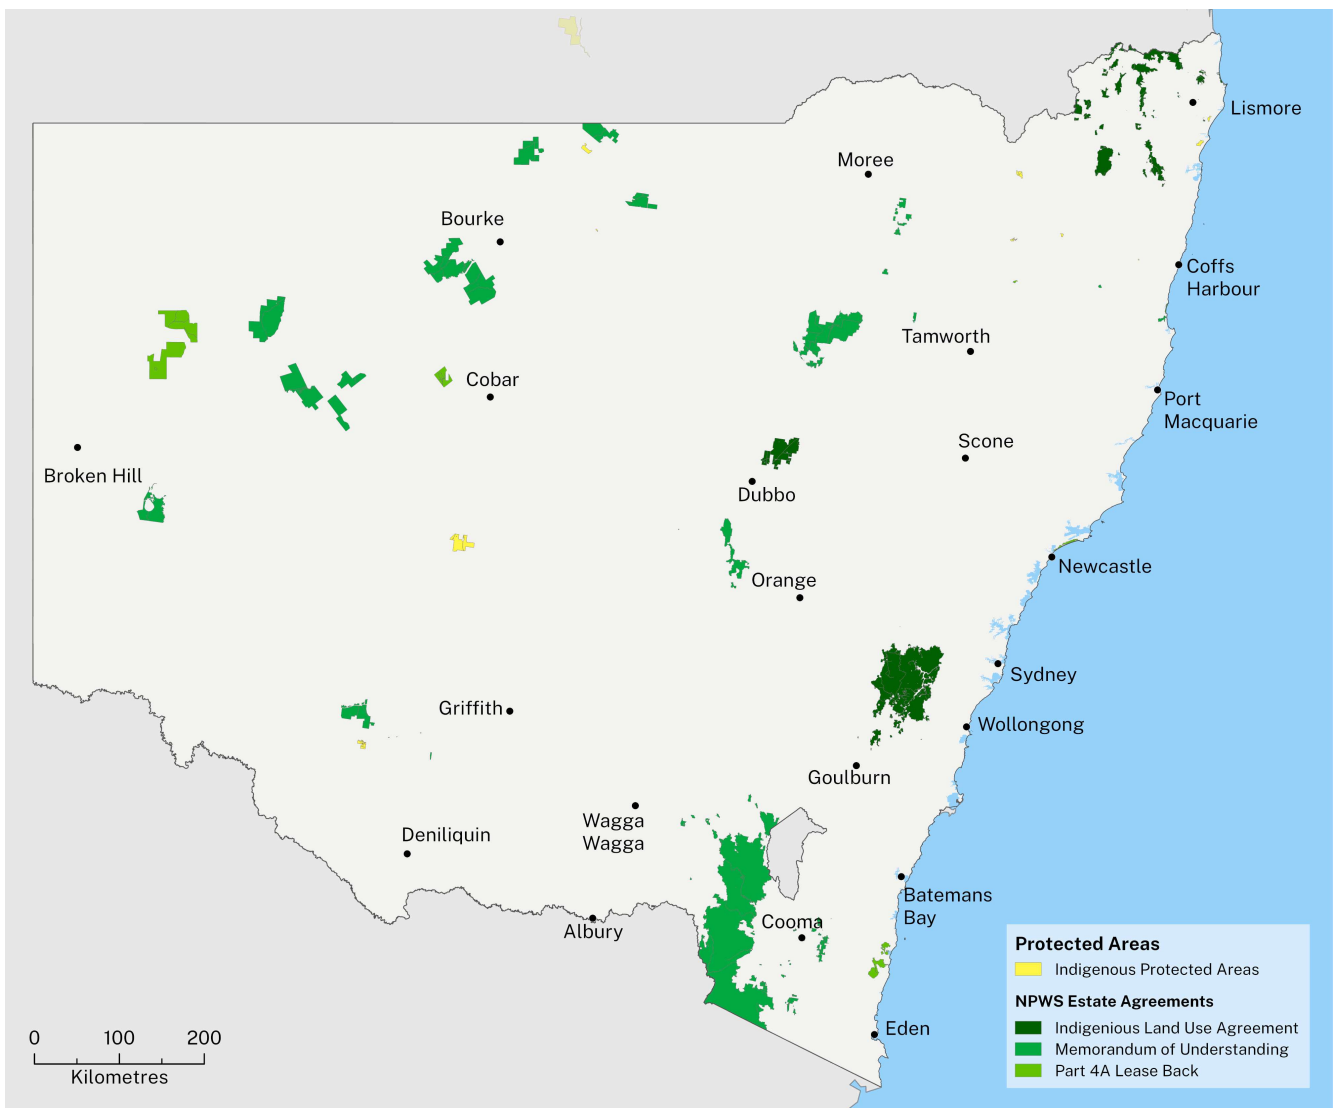 Lismore
Moree
Bourke
Coffs
Harbour
Tamworth
Cobar
Port
Macquarie
Scone
Broken Hill
Dubbo
Newcastle
Orange
Sydney
Griffith
Wollongong
Goulburn
Wagga
Wagga
Deniliquin
Batemans
Bay
Cooma
Albury
Eden
0 100 200
Kilometres
Protected Areas
Indigenous Protected Areas
NPWS Estate Agreements
Indigenious Land Use Agreement
Memorandum of Understanding
Part 4A Lease Back